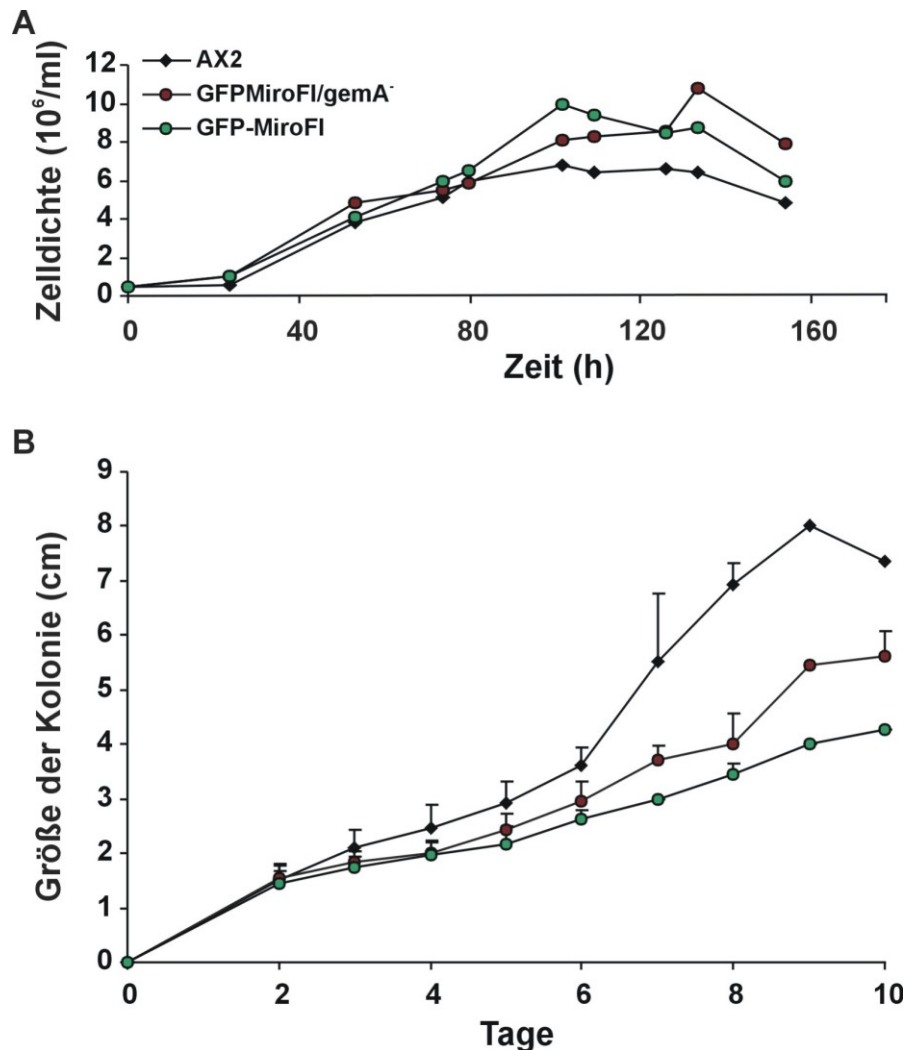 A
AX2
GFPMiroFl/gemA⁻
GFP-MiroFl
Zelldichte (10⁶/ml)
12
10
8
6
4
2
0
0 40 80 120 160
Zeit (h)
B
Größe der Kolonie (cm)
9
8
7
6
5
4
3
2
1
0
0 2 4 6 8 10
Tage